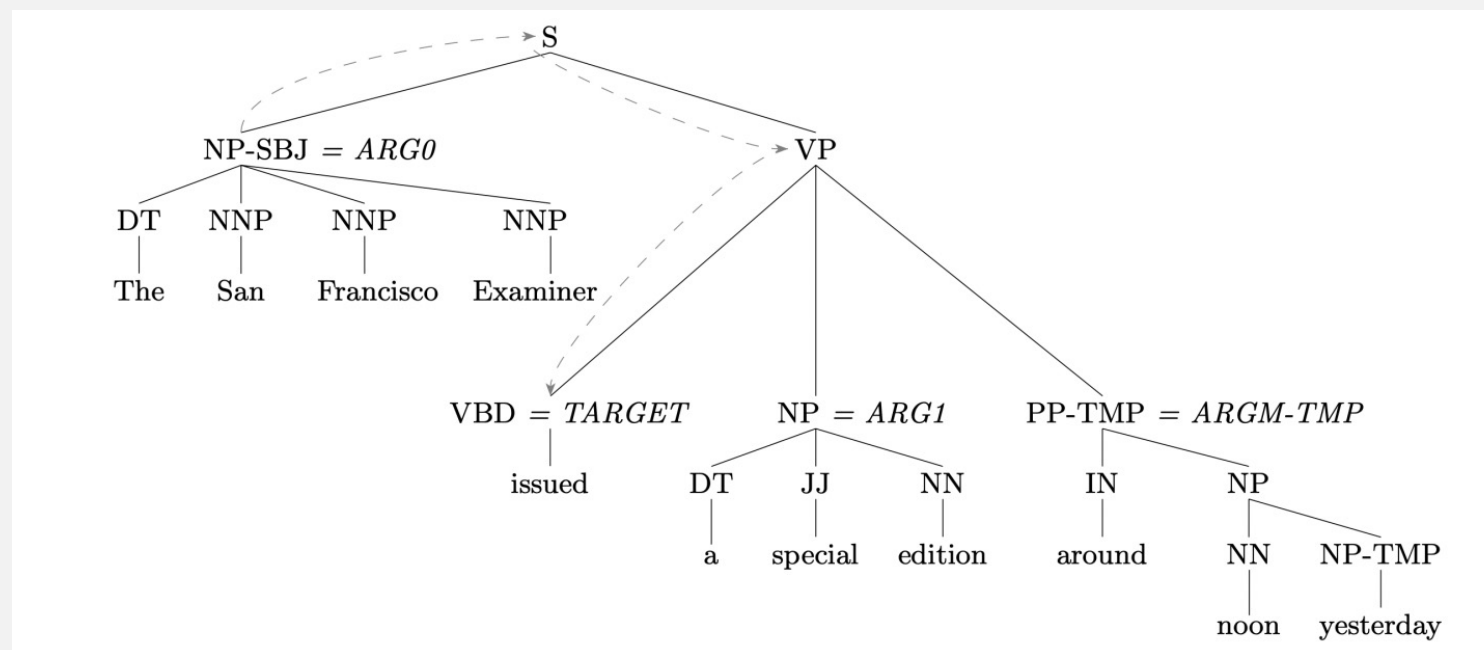 S
NP-SBJ = ARG0 VP
DT NNP NNP NNP
The San Francisco Examiner
VBD = TARGET NP = ARG1 PP-TMP = ARGM-TMP
issued DT JJ NN IN NP
a special edition around NN NP-TMP
noon yesterday